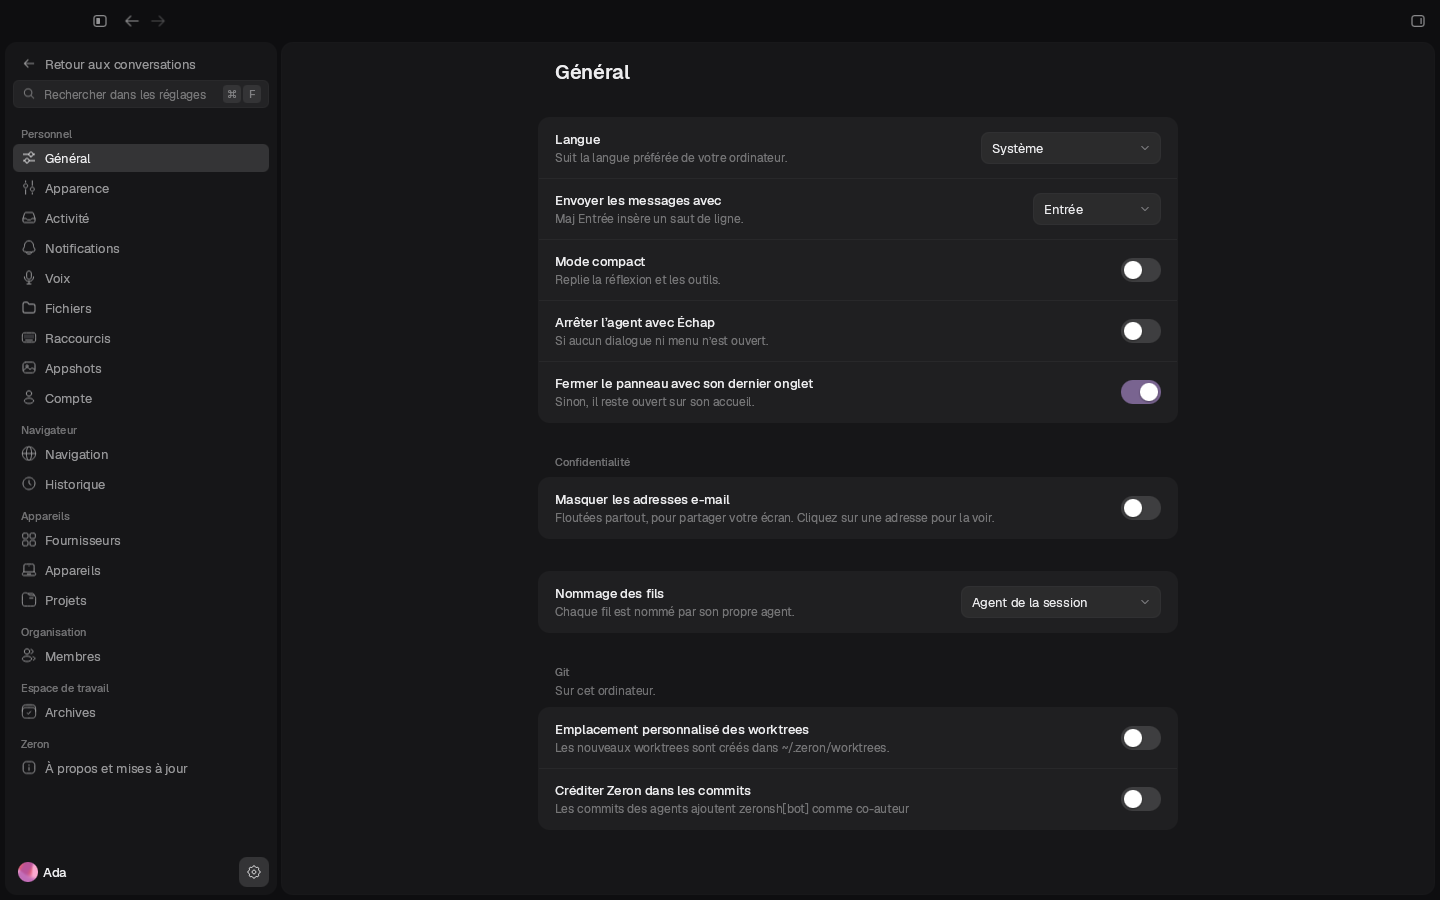 Retour aux conversations
Rechercher dans les réglages ⌘ F
Personnel
Général
Apparence
Activité
Notifications
Voix
Fichiers
Raccourcis
Appshots
Compte
Navigateur
Navigation
Historique
Appareils
Fournisseurs
Appareils
Projets
Organisation
Membres
Espace de travail
Archives
Zeron
À propos et mises à jour
Ada
Général
Langue
Suit la langue préférée de votre ordinateur.
Système
Envoyer les messages avec
Maj Entrée insère un saut de ligne.
Entrée
Mode compact
Replie la réflexion et les outils.
Arrêter l’agent avec Échap
Si aucun dialogue ni menu n’est ouvert.
Fermer le panneau avec son dernier onglet
Sinon, il reste ouvert sur son accueil.
Confidentialité
Masquer les adresses e-mail
Floutées partout, pour partager votre écran. Cliquez sur une adresse pour la voir.
Nommage des fils
Chaque fil est nommé par son propre agent.
Agent de la session
Git
Sur cet ordinateur.
Emplacement personnalisé des worktrees
Les nouveaux worktrees sont créés dans ~/.zeron/worktrees.
Créditer Zeron dans les commits
Les commits des agents ajoutent zeronsh[bot] comme co-auteur